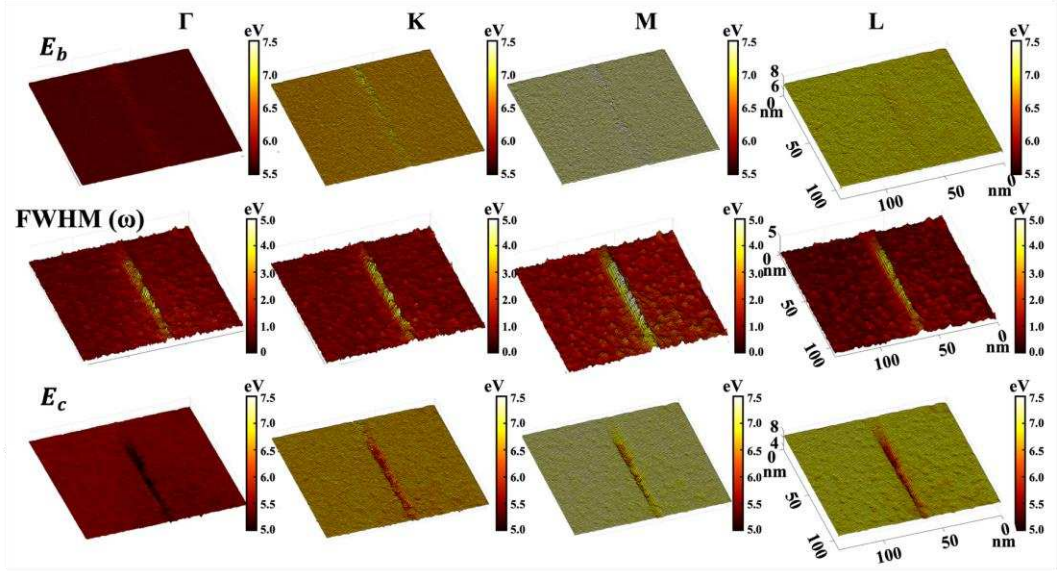 Γ K M L
E_b eV eV eV eV
7.5 7.5 7.5 8 7.5
7.0 7.0 7.0 6 7.0
6.5 6.5 6.5 0 6.5
nm
6.0 6.0 6.0 50 6.0
5.5 5.5 5.5 100 100 50 0 nm 5.5
FWHM (ω) eV eV eV eV
5.0 5.0 5.0 5 5.0
4.0 4.0 4.0 0 4.0
nm
3.0 3.0 3.0 3.0
2.0 2.0 2.0 50 2.0
1.0 1.0 1.0 1.0
0 0.0 0.0 100 100 50 0 nm 0.0
E_c eV eV eV eV
7.5 7.5 7.5 8 7.5
7.0 7.0 7.0 4 7.0
0
nm
6.5 6.5 6.5 6.5
6.0 6.0 6.0 50 6.0
5.5 5.5 5.5 5.5
5.0 5.0 5.0 100 100 50 0 nm 5.0